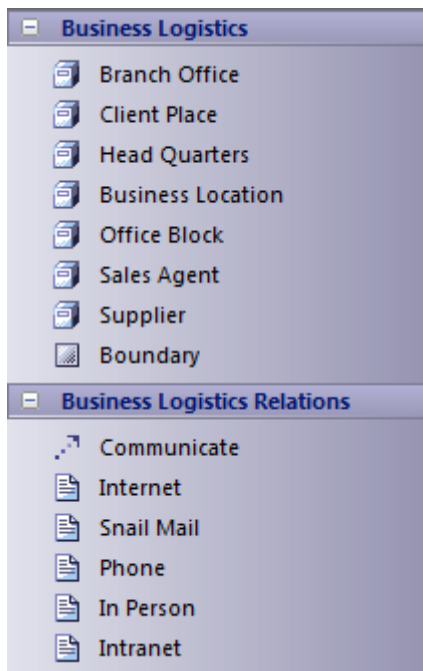 Business Logistics
Branch Office
Client Place
Head Quarters
Business Location
Office Block
Sales Agent
Supplier
Boundary
Business Logistics Relations
Communicate
Internet
Snail Mail
Phone
In Person
Intranet